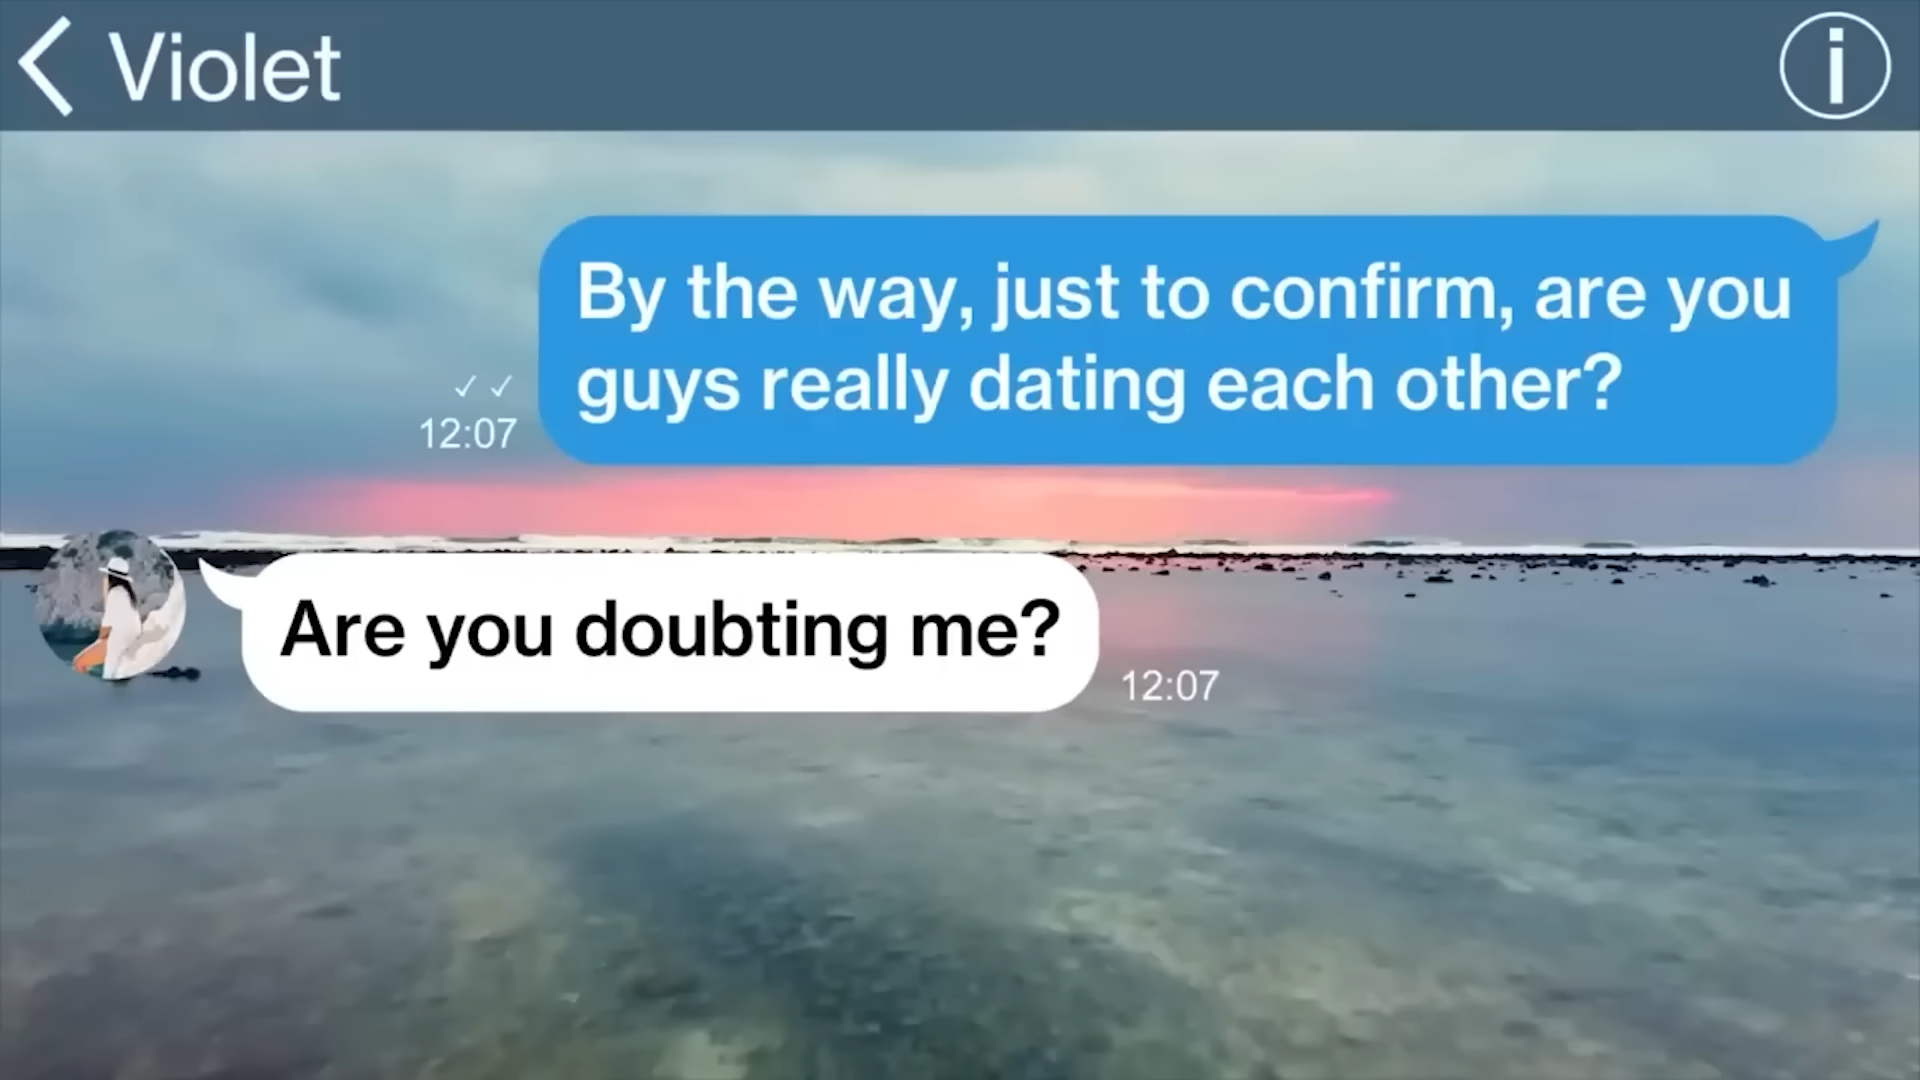 Violet
By the way, just to confirm, are you
guys really dating each other?
12:07
Are you doubting me?
12:07